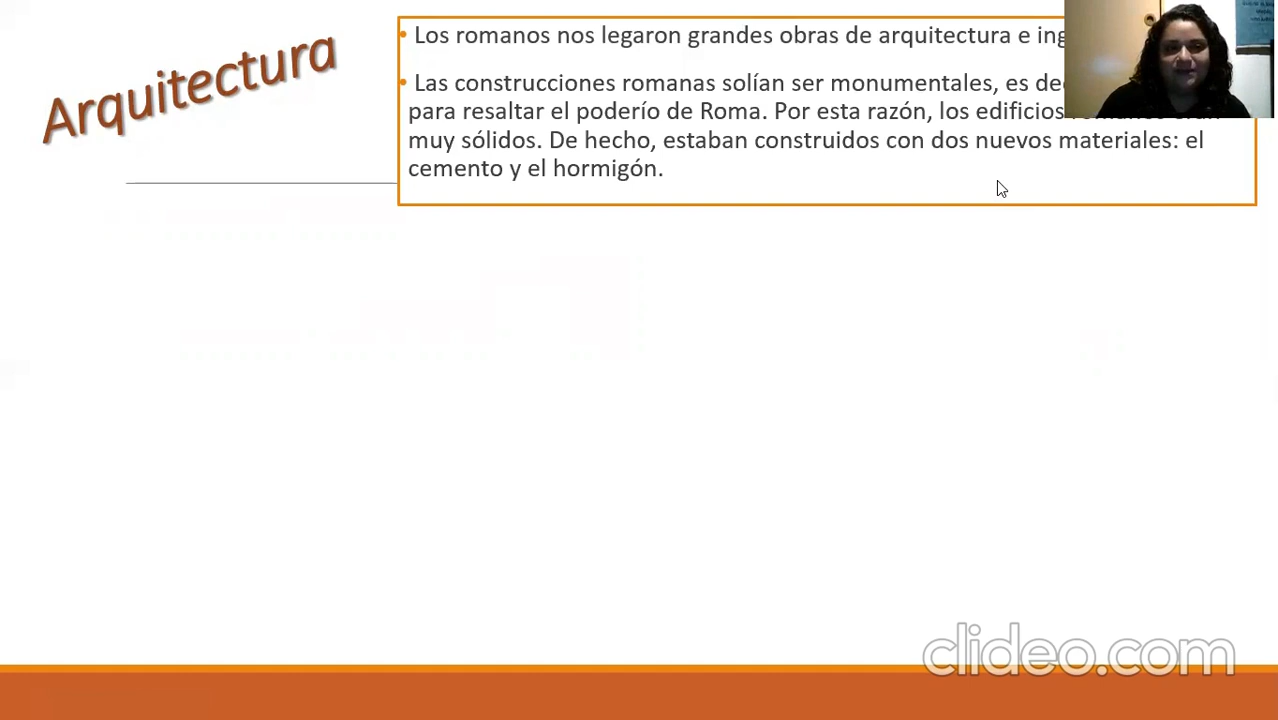 Arquitectura
• Los romanos nos legaron grandes obras de arquitectura e
• Las construcciones romanas solían ser monumentales, es
para resaltar el poderío de Roma. Por esta razón, los edificios
muy sólidos. De hecho, estaban construidos con dos nuevos materiales: el
cemento y el hormigón.
clideo.com